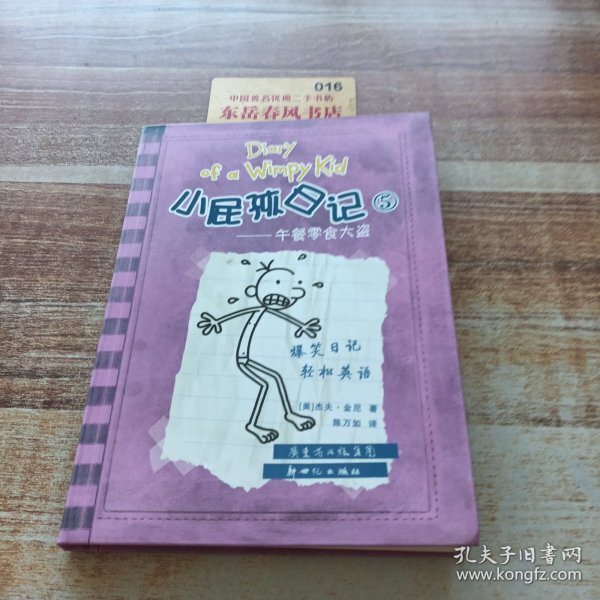 016
中国著名优质二手书购
东岳春风书店
Diary
of a Wimpy Kid
小屁孩日记⑤
——午餐零食大盗
爆笑日记
轻松英语
[美]杰夫·金尼 著
陈万如 译
广东省出版集团
新世纪出版社
孔夫子旧书网
www.kongfz.com